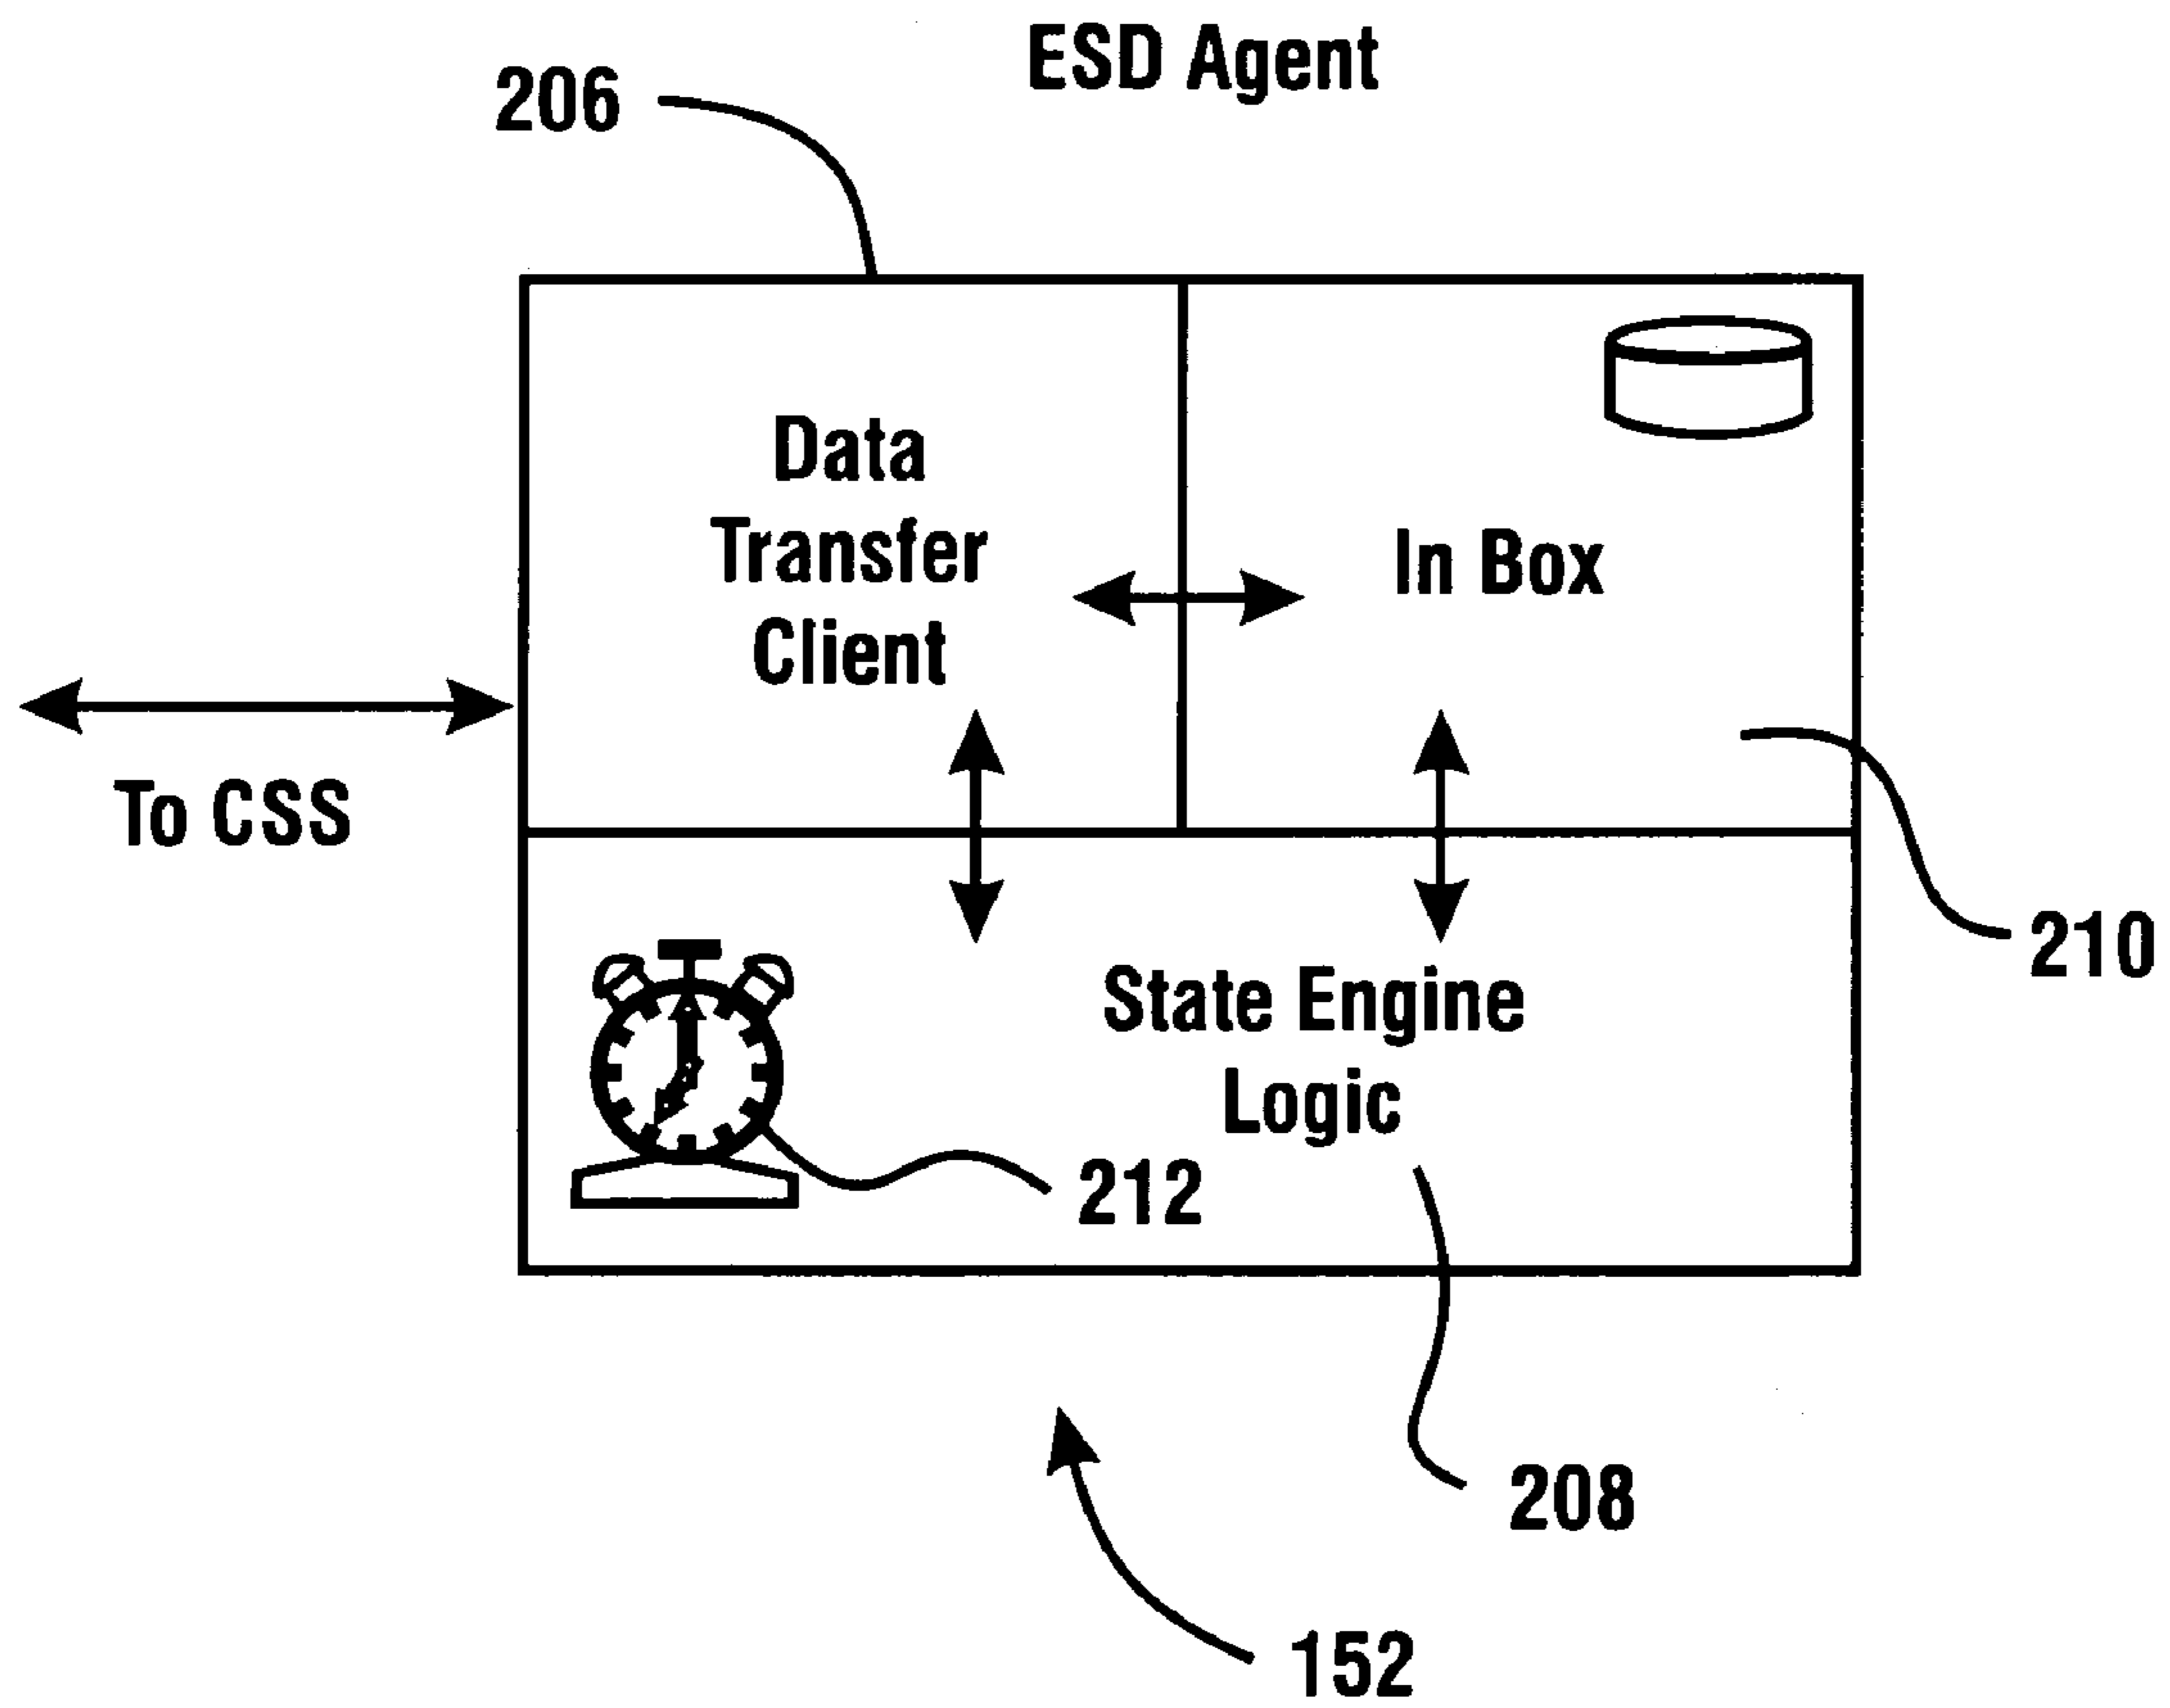 ESD Agent
206
Data
Transfer
Client
In Box
To CSS
210
State Engine
Logic
212
208
152